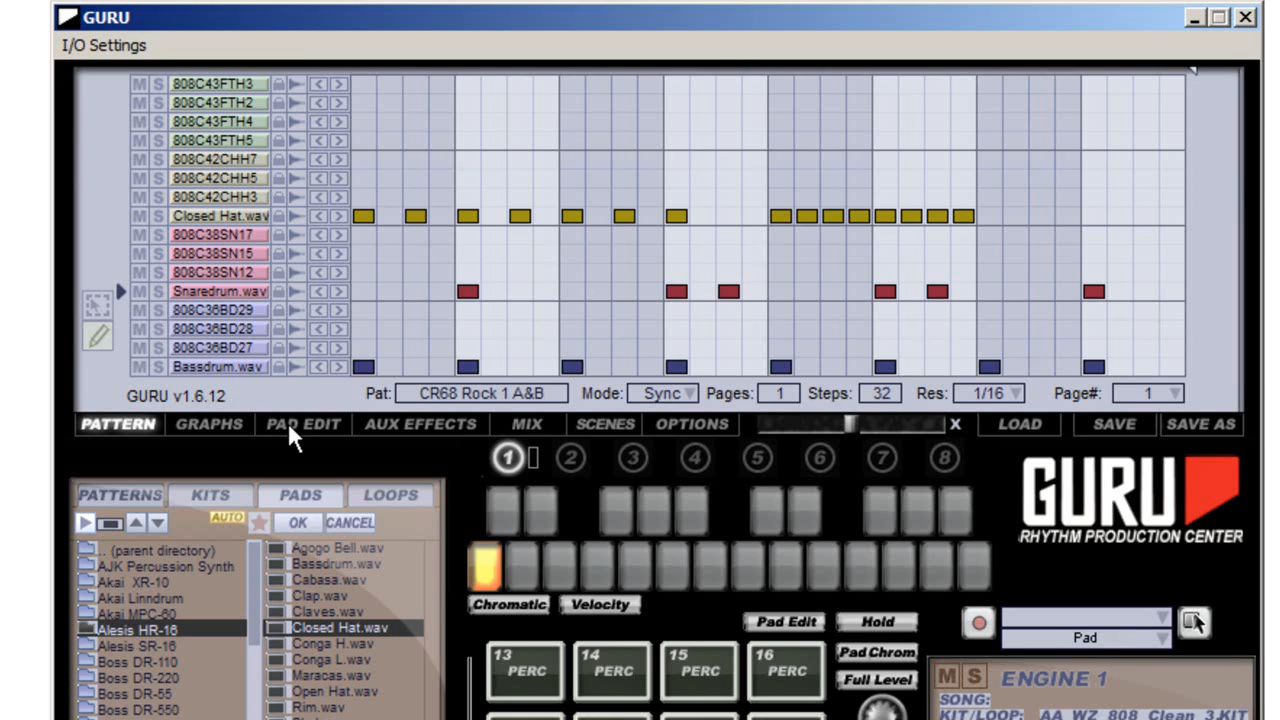 GURU
I/O Settings
M S 808C43FTH3 < >
M S 808C43FTH2 < >
M S 808C43FTH4 < >
M S 808C43FTH5 < >
M S 808C42CHH7 < >
M S 808C42CHH5 < >
M S 808C42CHH3 < >
M S Closed Hat.wav < >
M S 808C38SN17 < >
M S 808C38SN15 < >
M S 808C38SN12 < >
M S Snaredrum.wav < >
M S 808C36BD29 < >
M S 808C36BD28 < >
M S 808C36BD27 < >
M S Bassdrum.wav < >
GURU v1.6.12 Pat: CR68 Rock 1 A&B Mode: Sync Pages: 1 Steps: 32 Res: 1/16 Page#: 1
PATTERN GRAPHS PAD EDIT AUX EFFECTS MIX SCENES OPTIONS X LOAD SAVE SAVE AS
1 2 3 4 5 6 7 8
GURU
RHYTHM PRODUCTION CENTER
PATTERNS KITS PADS LOOPS
AUTO OK CANCEL
.. (parent directory) Agogo Bell.wav
AJK Percussion Synth Bassdrum.wav
Akai XR-10 Cabasa.wav
Akai Linndrum Clap.wav
Akai MPC-60 Claves.wav
Alesis HR-16 Closed Hat.wav
Alesis SR-16 Conga H.wav
Boss DR-110 Conga L.wav
Boss DR-220 Maracas.wav
Boss DR-55 Open Hat.wav
Boss DR-550 Rim.wav
Chromatic Velocity
Pad Edit Hold
Pad Chrom
Full Level
Pad
13 PERC 14 PERC 15 PERC 16 PERC
M S ENGINE 1
SONG:
KIT/LOOP: AA_WZ_808_Clean_3.KIT